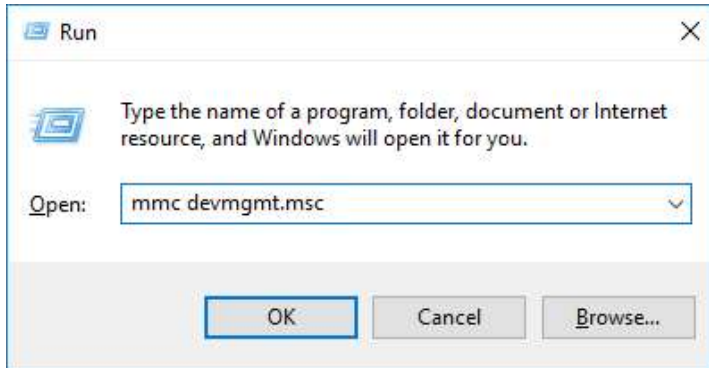 Run
Type the name of a program, folder, document or Internet
resource, and Windows will open it for you.
Open: mmc devmgmt.msc
OK Cancel Browse...